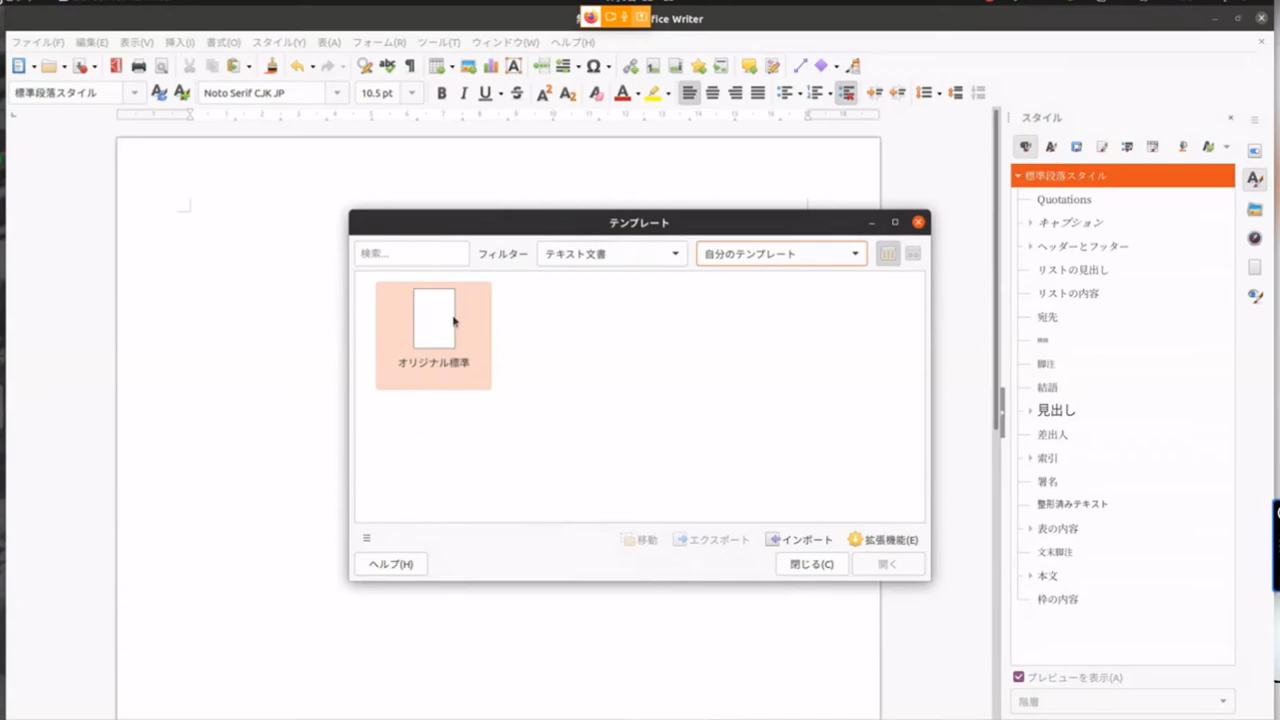 fice Writer
ファイル(F) 編集(E) 表示(V) 挿入(I) 書式(O) スタイル(Y) 表(A) フォーム(R) ツール(T) ウィンドウ(W) ヘルプ(H)
標準段落スタイル Noto Serif CJK JP 10.5 pt
スタイル
標準段落スタイル
Quotations
キャプション
ヘッダーとフッター
リストの見出し
リストの内容
宛先
脚注
結語
見出し
差出人
索引
署名
整形済みテキスト
表の内容
文末脚注
本文
枠の内容
プレビューを表示(A)
階層
テンプレート
検索... フィルター テキスト文書 自分のテンプレート
オリジナル標準
移動 エクスポート インポート 拡張機能(E)
ヘルプ(H) 閉じる(C) 開く